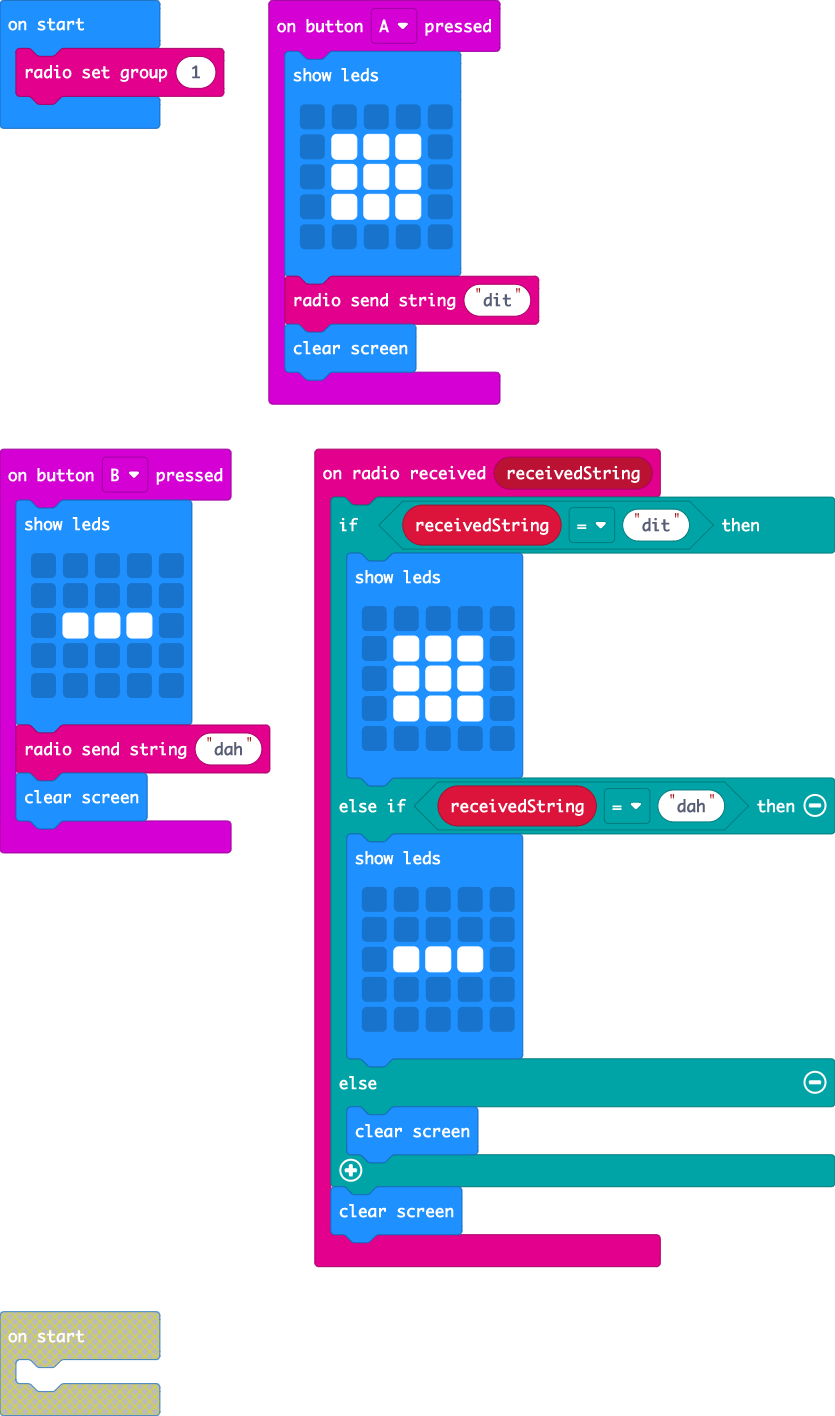 on start
radio set group 1
on button A pressed
show leds
radio send string "dit"
clear screen
on button B pressed
show leds
radio send string "dah"
clear screen
on radio received receivedString
if receivedString = "dit" then
show leds
else if receivedString = "dah" then
show leds
else
clear screen
clear screen
on start